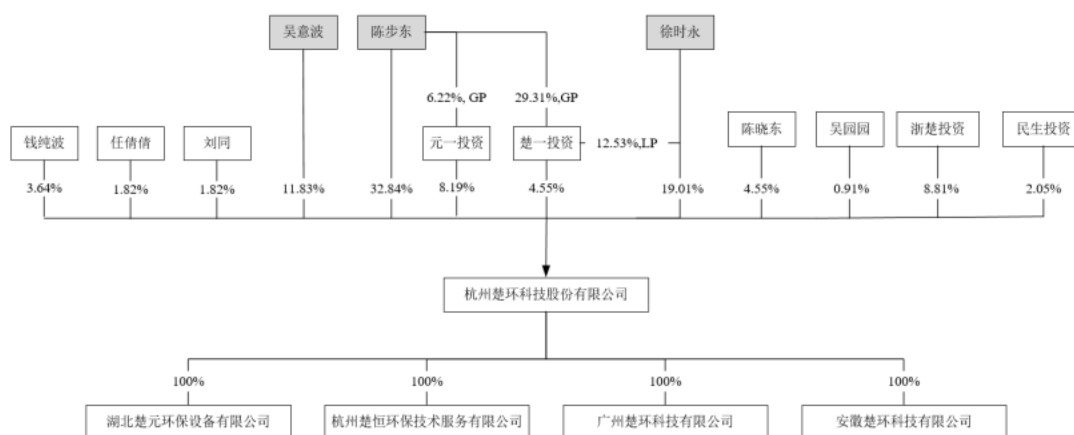 吴意波
陈步东
徐时永
6.22%, GP
29.31%,GP
钱纯波
任倩倩
刘同
元一投资
楚一投资
12.53%,LP
陈晓东
吴园园
浙楚投资
民生投资
3.64%
1.82%
1.82%
11.83%
32.84%
8.19%
4.55%
19.01%
4.55%
0.91%
8.81%
2.05%
杭州楚环科技股份有限公司
100%
100%
100%
100%
湖北楚元环保设备有限公司
杭州楚恒环保技术服务有限公司
广州楚环科技有限公司
安徽楚环科技有限公司